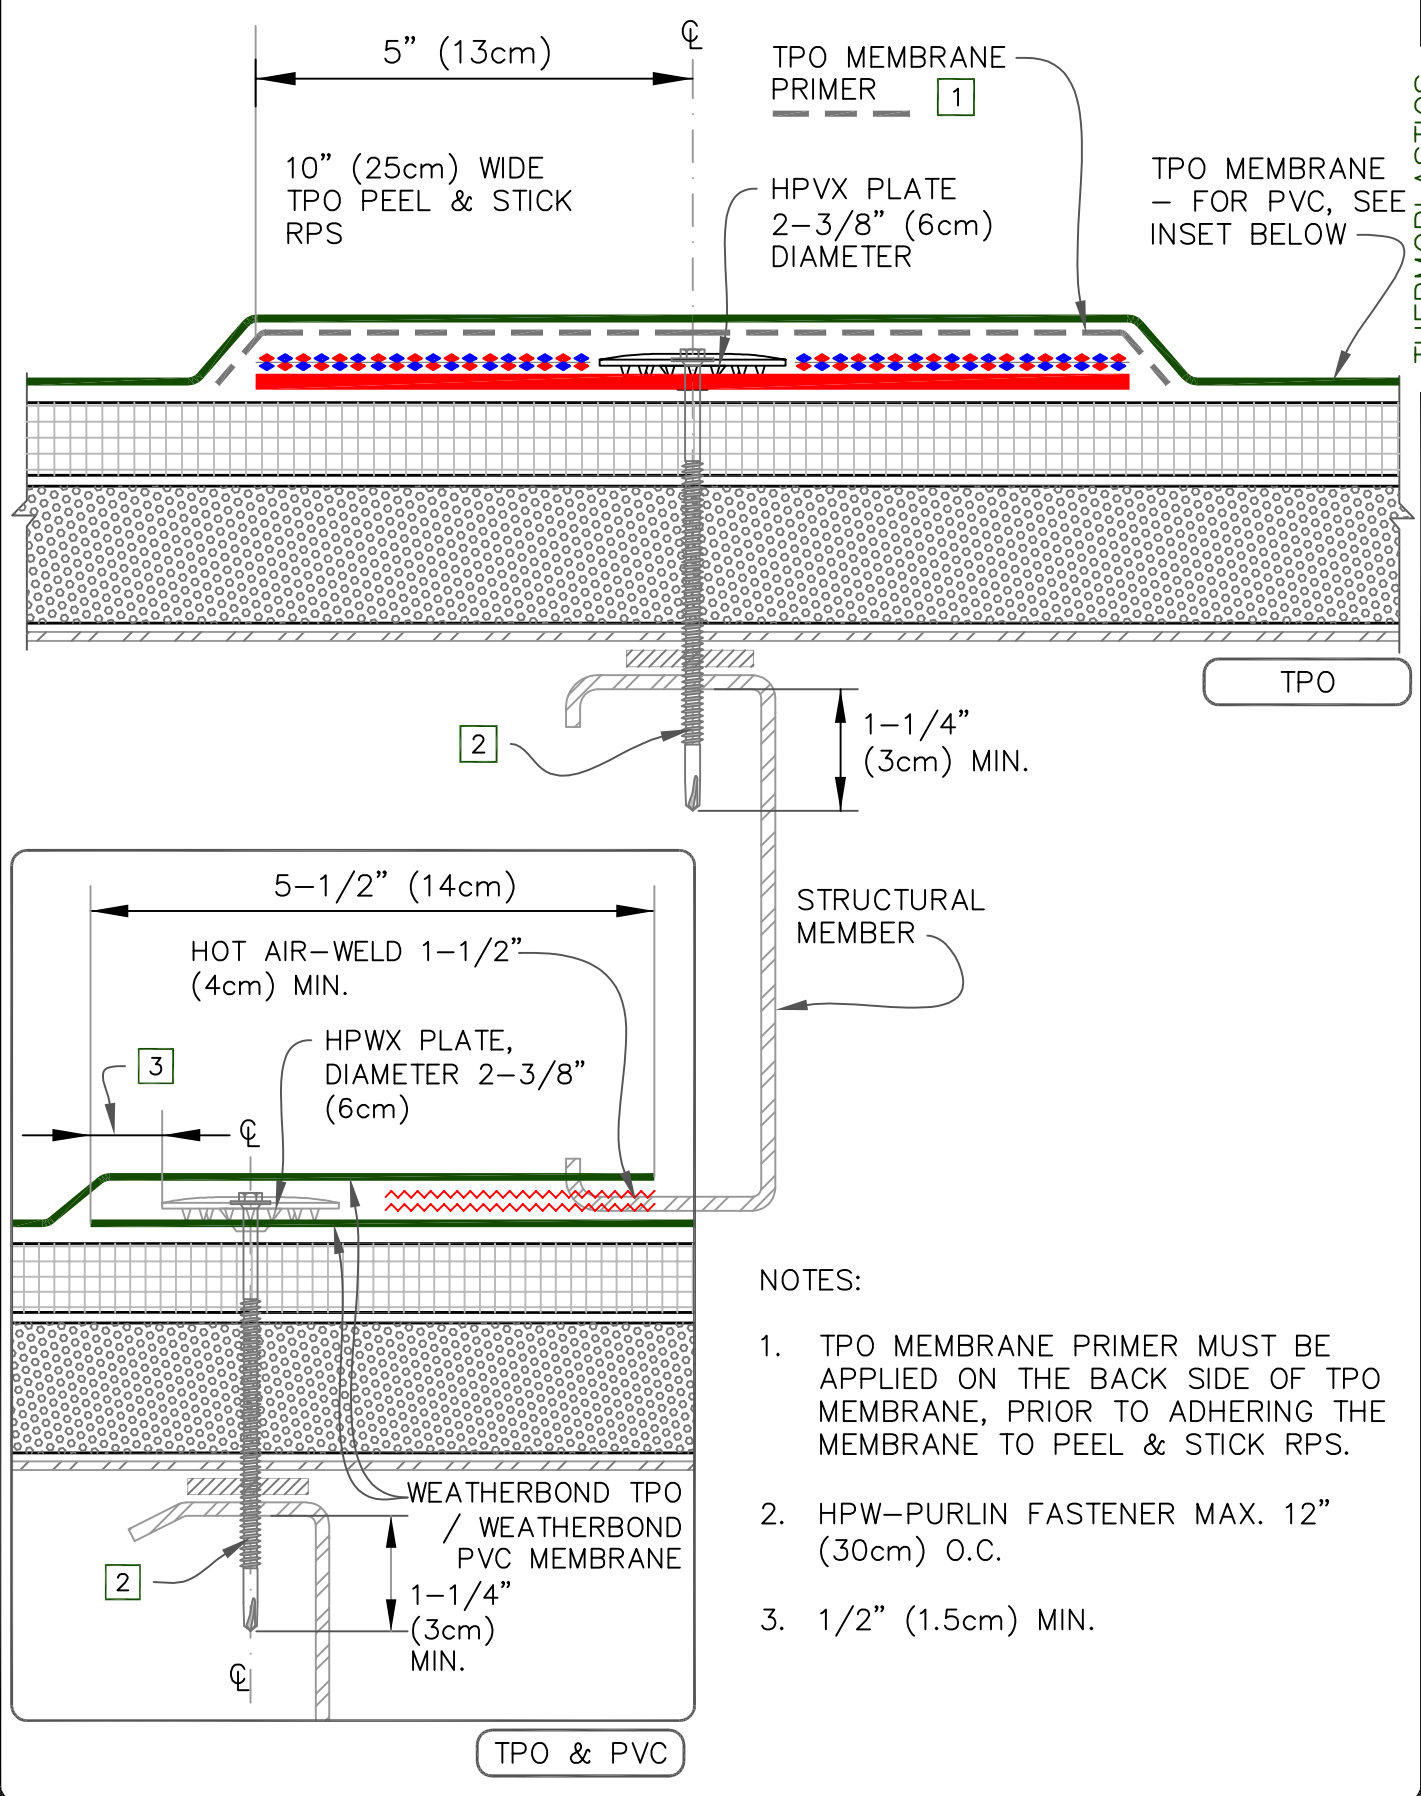 5” (13cm)
℄
TPO MEMBRANE
PRIMER
1
10” (25cm) WIDE
TPO PEEL & STICK
RPS
HPVX PLATE
2–3/8” (6cm)
DIAMETER
TPO MEMBRANE
– FOR PVC, SEE
INSET BELOW
TPO
2
1–1/4”
(3cm) MIN.
STRUCTURAL
MEMBER
5–1/2” (14cm)
HOT AIR–WELD 1–1/2”
(4cm) MIN.
HPWX PLATE,
DIAMETER 2–3/8”
(6cm)
3
℄
WEATHERBOND TPO
/ WEATHERBOND
PVC MEMBRANE
2
1–1/4”
(3cm)
MIN.
℄
TPO & PVC
NOTES:
1. TPO MEMBRANE PRIMER MUST BE
APPLIED ON THE BACK SIDE OF TPO
MEMBRANE, PRIOR TO ADHERING THE
MEMBRANE TO PEEL & STICK RPS.
2. HPW–PURLIN FASTENER MAX. 12”
(30cm) O.C.
3. 1/2” (1.5cm) MIN.